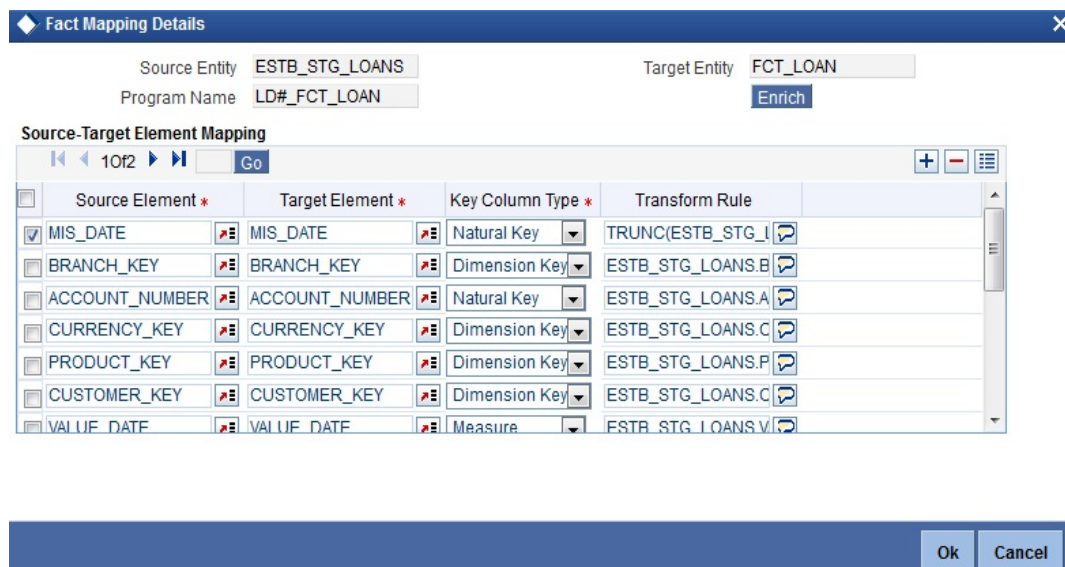 Fact Mapping Details
Source Entity ESTB_STG_LOANS Target Entity FCT_LOAN
Program Name LD#_FCT_LOAN Enrich
Source-Target Element Mapping
1Of2 Go
Source Element * Target Element * Key Column Type * Transform Rule
MIS_DATE MIS_DATE Natural Key TRUNC(ESTB_STG_L
BRANCH_KEY BRANCH_KEY Dimension Key ESTB_STG_LOANS.B
ACCOUNT_NUMBER ACCOUNT_NUMBER Natural Key ESTB_STG_LOANS.A
CURRENCY_KEY CURRENCY_KEY Dimension Key ESTB_STG_LOANS.C
PRODUCT_KEY PRODUCT_KEY Dimension Key ESTB_STG_LOANS.P
CUSTOMER_KEY CUSTOMER_KEY Dimension Key ESTB_STG_LOANS.C
VALUE_DATE VALUE_DATE Measure ESTB_STG_LOANS.V
Ok Cancel